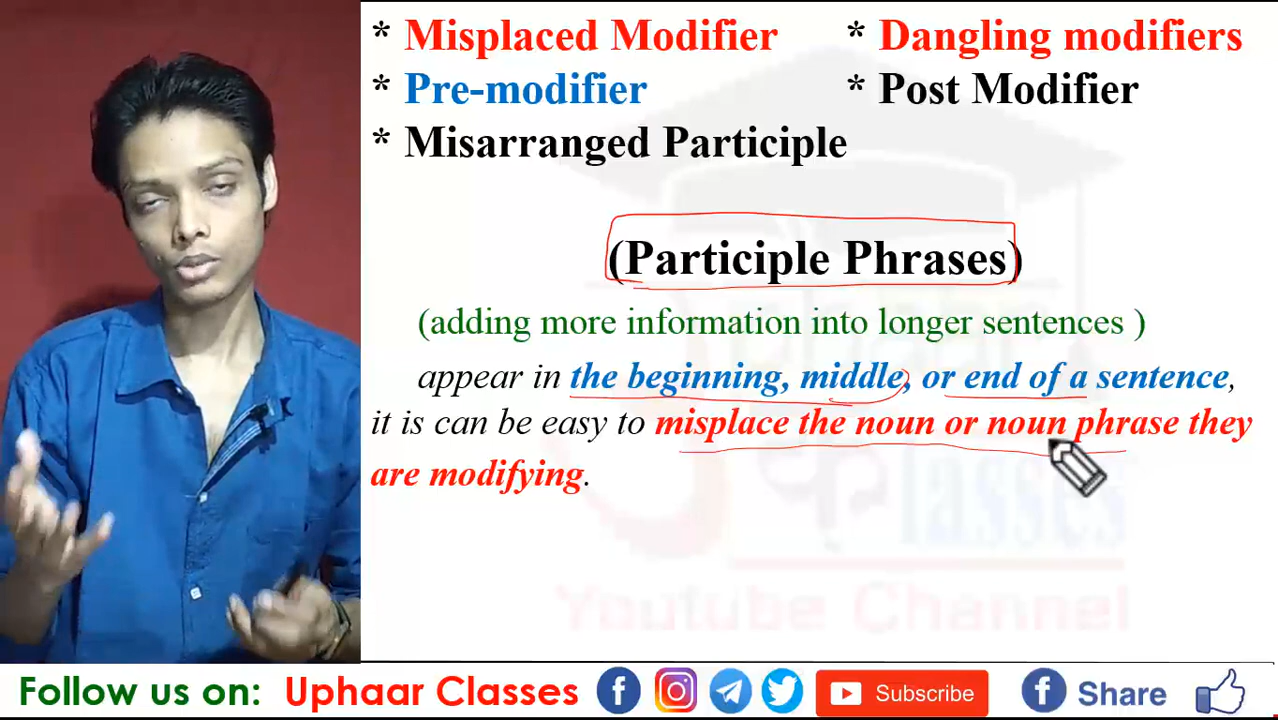 * Misplaced Modifier * Dangling modifiers
* Pre-modifier * Post Modifier
* Misarranged Participle
(Participle Phrases)
(adding more information into longer sentences )
appear in the beginning, middle, or end of a sentence,
it is can be easy to misplace the noun or noun phrase they
are modifying.
Youtube Channel
Follow us on: Uphaar Classes Subscribe Share